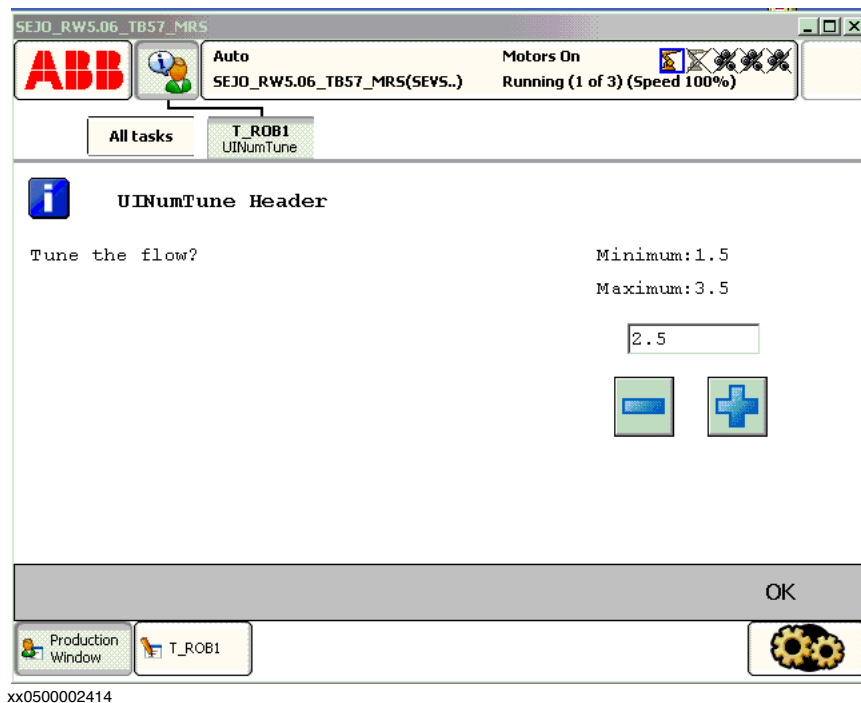 SEJO_RW5.06_TB57_MRS
ABB
Auto
Motors On
SEJO_RW5.06_TB57_MRS(SEVS..)
Running (1 of 3) (Speed 100%)
All tasks
T_ROB1
UINumTune
i
UINumTune Header
Tune the flow?
Minimum:1.5
Maximum:3.5
2.5
OK
Production
Window
T_ROB1
xx0500002414